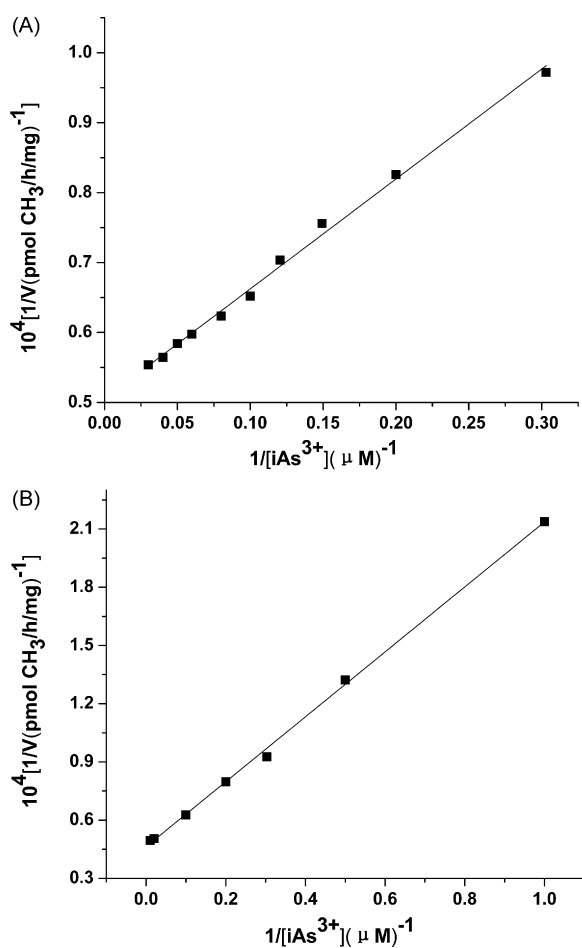 (A)
1.0
0.9
0.8
0.7
0.6
0.5
0.00 0.05 0.10 0.15 0.20 0.25 0.30
10⁴[1/V(pmol CH₃/h/mg)⁻¹]
1/[iAs³⁺](μM)⁻¹
(B)
2.1
1.8
1.5
1.2
0.9
0.6
0.3
0.0 0.2 0.4 0.6 0.8 1.0
10⁴[1/V(pmol CH₃/h/mg)⁻¹]
1/[iAs³⁺](μM)⁻¹